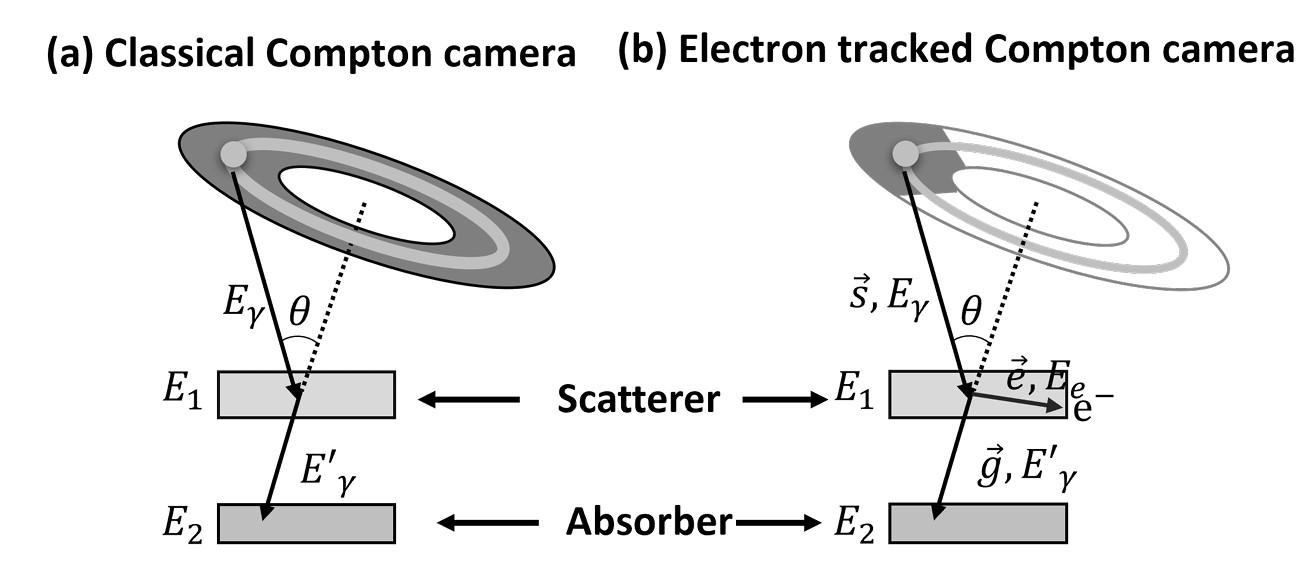 (a) Classical Compton camera
(b) Electron tracked Compton camera
E_γ
θ
E_1
E'_γ
E_2
Scatterer
Absorber
s⃗, E_γ
θ
E_1
e⃗, E_e
e⁻
g⃗, E'_γ
E_2